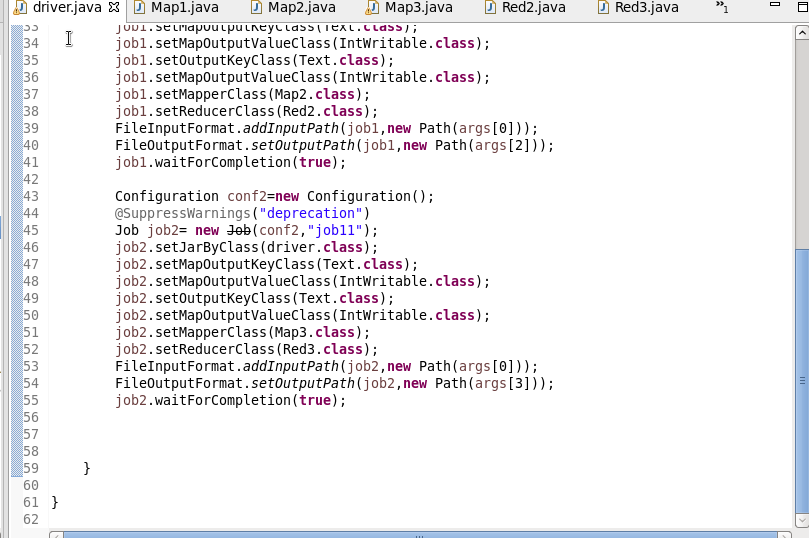 driver.java Map1.java Map2.java Map3.java Red2.java Red3.java »1
33 job1.setMapOutputKeyClass(Text.class);
34 job1.setMapOutputValueClass(IntWritable.class);
35 job1.setOutputKeyClass(Text.class);
36 job1.setMapOutputValueClass(IntWritable.class);
37 job1.setMapperClass(Map2.class);
38 job1.setReducerClass(Red2.class);
39 FileInputFormat.addInputPath(job1,new Path(args[0]));
40 FileOutputFormat.setOutputPath(job1,new Path(args[2]));
41 job1.waitForCompletion(true);
42
43 Configuration conf2=new Configuration();
44 @SuppressWarnings("deprecation")
45 Job job2= new Job(conf2,"job11");
46 job2.setJarByClass(driver.class);
47 job2.setMapOutputKeyClass(Text.class);
48 job2.setMapOutputValueClass(IntWritable.class);
49 job2.setOutputKeyClass(Text.class);
50 job2.setMapOutputValueClass(IntWritable.class);
51 job2.setMapperClass(Map3.class);
52 job2.setReducerClass(Red3.class);
53 FileInputFormat.addInputPath(job2,new Path(args[0]));
54 FileOutputFormat.setOutputPath(job2,new Path(args[3]));
55 job2.waitForCompletion(true);
56
57
58
59 }
60
61 }
62